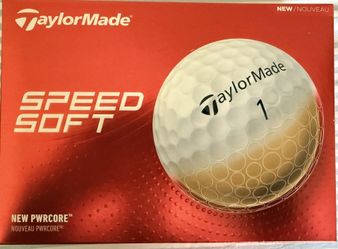 TaylorMade
NEW / NOUVEAU
SPEED
SOFT
TaylorMade
1
NEW PWRCORE™
NOUVEAU PWRCORE™